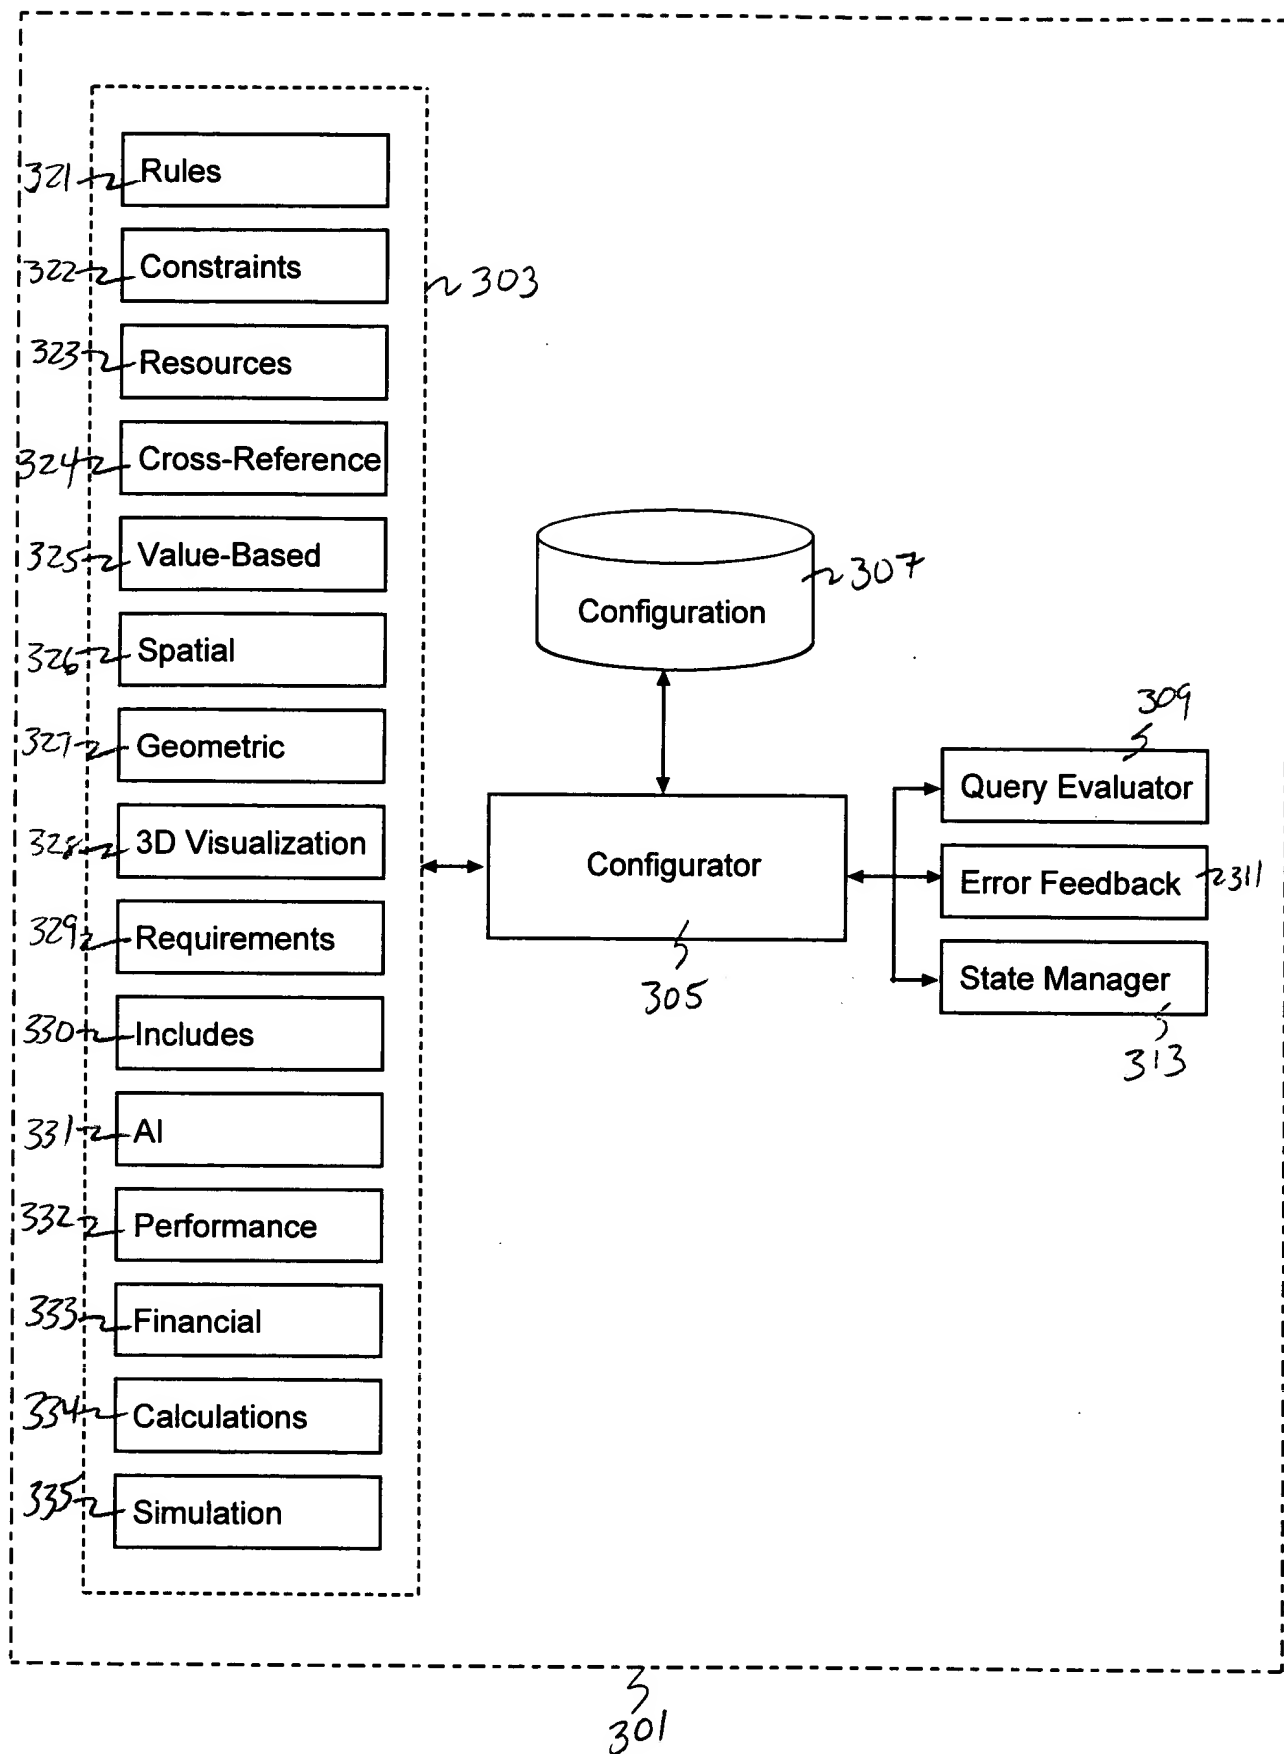 321 Rules
322 Constraints
303
323 Resources
324 Cross-Reference
325 Value-Based
307
Configuration
326 Spatial
309
327 Geometric
Query Evaluator
328 3D Visualization
Configurator
Error Feedback 311
329 Requirements
State Manager
305
330 Includes
313
331 AI
332 Performance
333 Financial
334 Calculations
335 Simulation
301